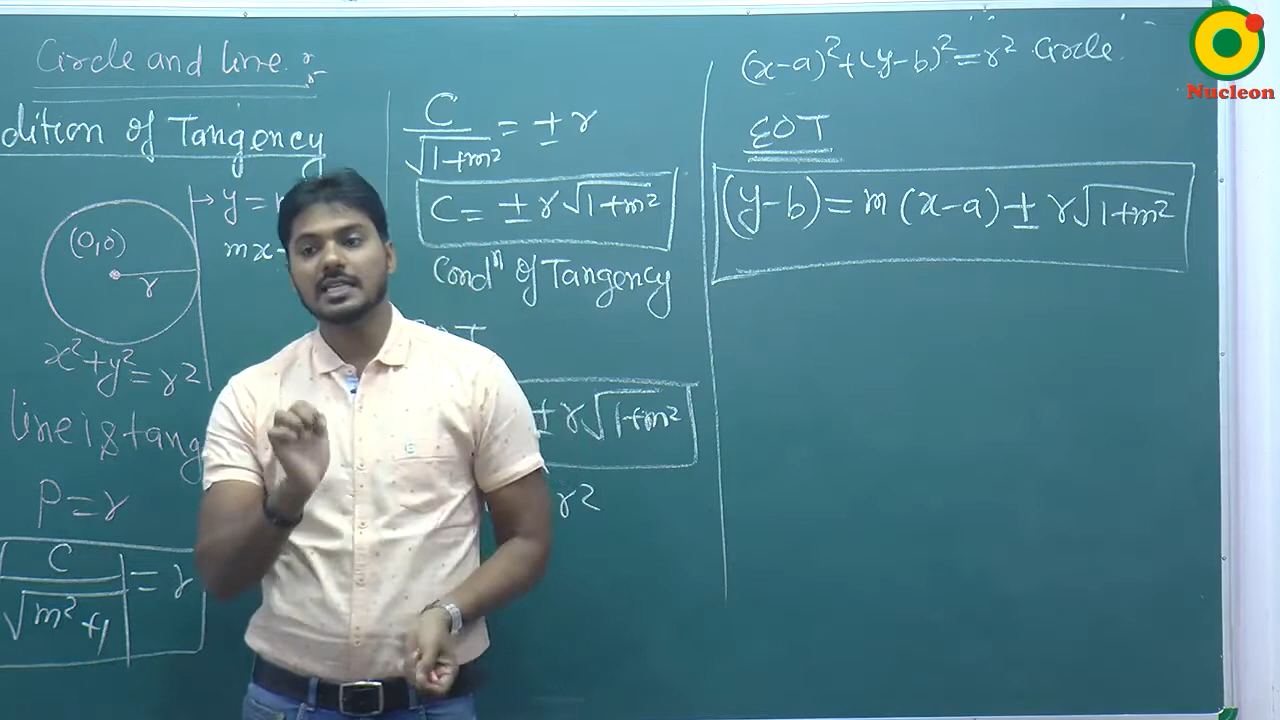 Circle and line.
dition of Tangency
(0,0)
r
x²+y²=r²
line is tang
P=r
C/√m²+1 = r
y=
mx-
C/√1+m² = ±r
C= ±r√1+m²
Condⁿ of Tangency
± r√1+m²
r²
(x-a)²+(y-b)²=r² Circle.
EOT
(y-b)=m(x-a)±r√1+m²
Nucleon